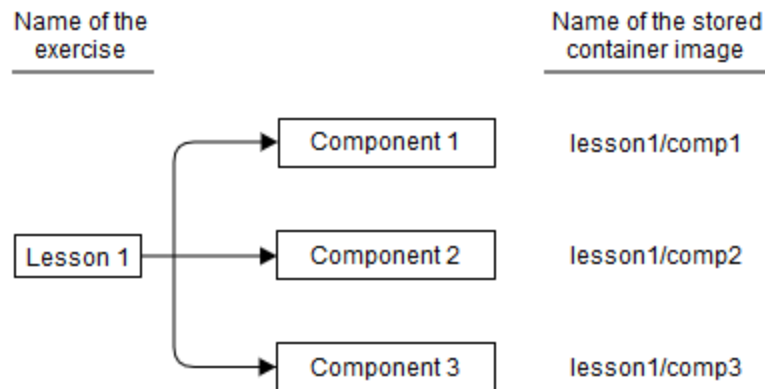 Name of the
exercise
Name of the stored
container image
Component 1
lesson1/comp1
Lesson 1
Component 2
lesson1/comp2
Component 3
lesson1/comp3